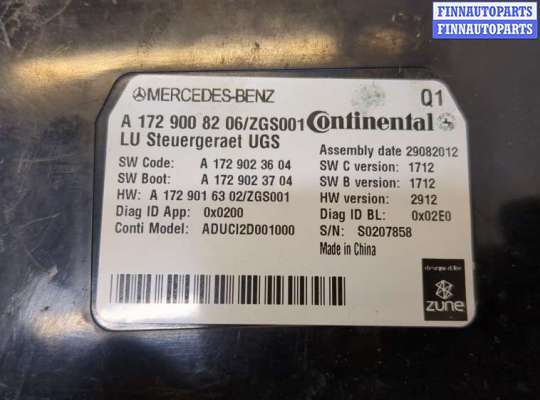 FINNAUTOPARTS
FINNAUTOPARTS
MERCEDES-BENZ
Q1
A 172 900 82 06/ZGS001 Continental
LU Steuergeraet UGS
Assembly date 29082012
SW Code: A 172 902 36 04 SW C version: 1712
SW Boot: A 172 902 37 04 SW B version: 1712
HW: A 172 901 63 02/ZGS001 HW version: 2912
Diag ID App: 0x0200 Diag ID BL: 0x02E0
Conti Model: ADUCI2D001000 S/N: S0207858
Made in China
designed for
zune